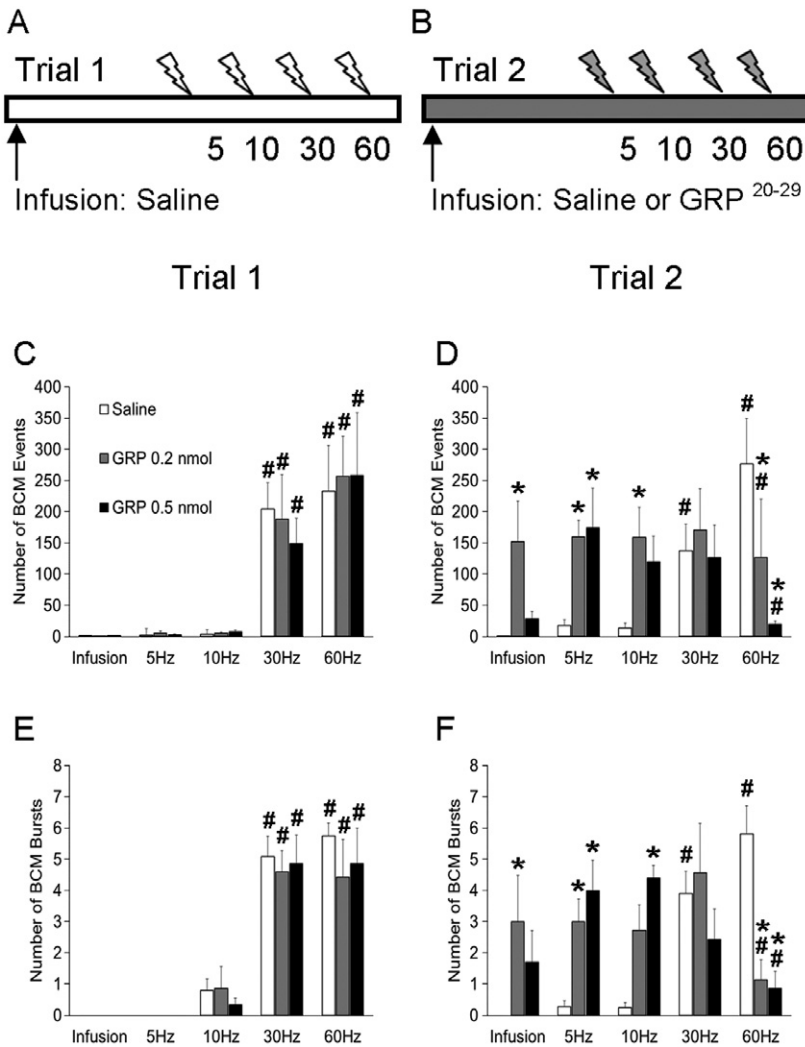 A
Trial 1
5 10 30 60
Infusion: Saline
B
Trial 2
5 10 30 60
Infusion: Saline or GRP 20-29
Trial 1
Trial 2
C
Number of BCM Events
400
350
300
250
200
150
100
50
0
Saline
GRP 0.2 nmol
GRP 0.5 nmol
# # # # # #
Infusion 5Hz 10Hz 30Hz 60Hz
D
Number of BCM Events
400
350
300
250
200
150
100
50
0
* * * * # # * # * #
Infusion 5Hz 10Hz 30Hz 60Hz
E
Number of BCM Bursts
8
7
6
5
4
3
2
1
0
# # # # # #
Infusion 5Hz 10Hz 30Hz 60Hz
F
Number of BCM Bursts
8
7
6
5
4
3
2
1
0
* * * * # # * # * #
Infusion 5Hz 10Hz 30Hz 60Hz